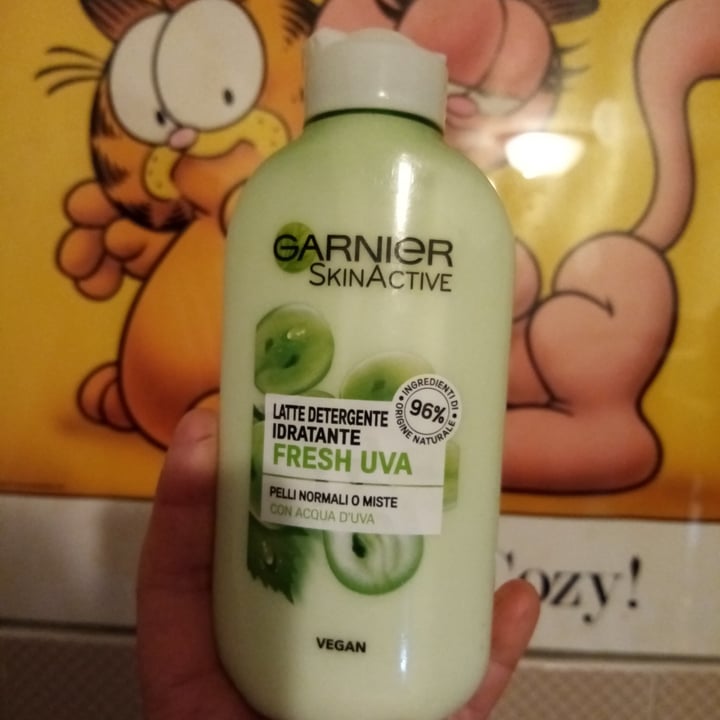 GARNIER
SKINACTIVE
INGREDIENTI DI
ORIGINE NATURALE
96%
LATTE DETERGENTE
IDRATANTE
FRESH UVA
PELLI NORMALI O MISTE
CON ACQUA D'UVA
VEGAN